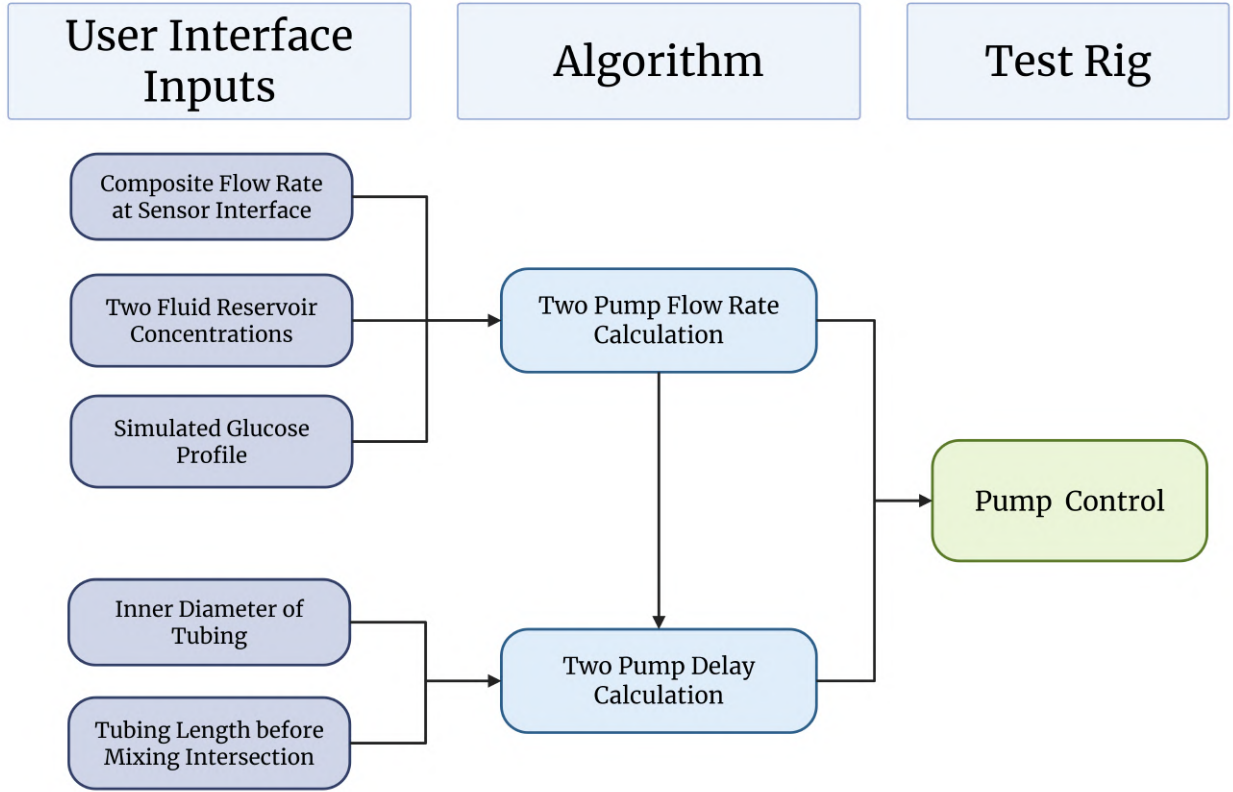 User Interface
Inputs
Algorithm
Test Rig
Composite Flow Rate
at Sensor Interface
Two Fluid Reservoir
Concentrations
Simulated Glucose
Profile
Inner Diameter of
Tubing
Tubing Length before
Mixing Intersection
Two Pump Flow Rate
Calculation
Two Pump Delay
Calculation
Pump Control